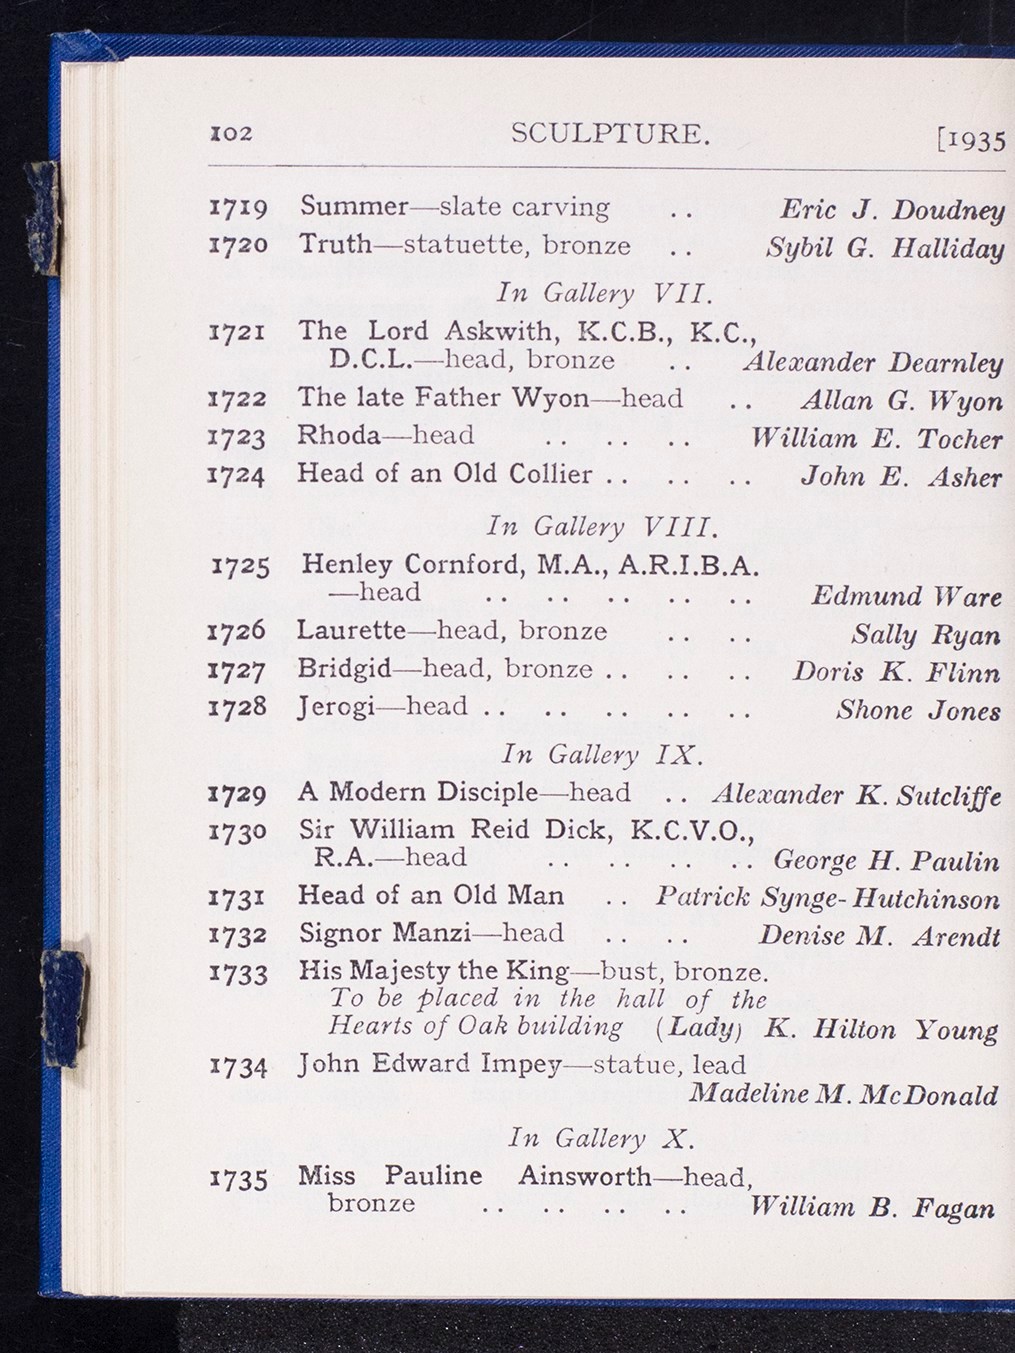 102 SCULPTURE. [1935
1719 Summer—slate carving .. Eric J. Doudney
1720 Truth—statuette, bronze .. Sybil G. Halliday
In Gallery VII.
1721 The Lord Askwith, K.C.B., K.C.,
D.C.L.—head, bronze .. Alexander Dearnley
1722 The late Father Wyon—head .. Allan G. Wyon
1723 Rhoda—head .. .. .. William E. Tocher
1724 Head of an Old Collier .. .. .. John E. Asher
In Gallery VIII.
1725 Henley Cornford, M.A., A.R.I.B.A.
—head .. .. .. .. .. Edmund Ware
1726 Laurette—head, bronze .. .. Sally Ryan
1727 Bridgid—head, bronze .. .. .. Doris K. Flinn
1728 Jerogi—head .. .. .. .. .. Shone Jones
In Gallery IX.
1729 A Modern Disciple—head .. Alexander K. Sutcliffe
1730 Sir William Reid Dick, K.C.V.O.,
R.A.—head .. .. .. .. George H. Paulin
1731 Head of an Old Man .. Patrick Synge-Hutchinson
1732 Signor Manzi—head .. .. Denise M. Arendt
1733 His Majesty the King—bust, bronze.
To be placed in the hall of the
Hearts of Oak building (Lady) K. Hilton Young
1734 John Edward Impey—statue, lead
Madeline M. McDonald
In Gallery X.
1735 Miss Pauline Ainsworth—head,
bronze .. .. .. .. William B. Fagan